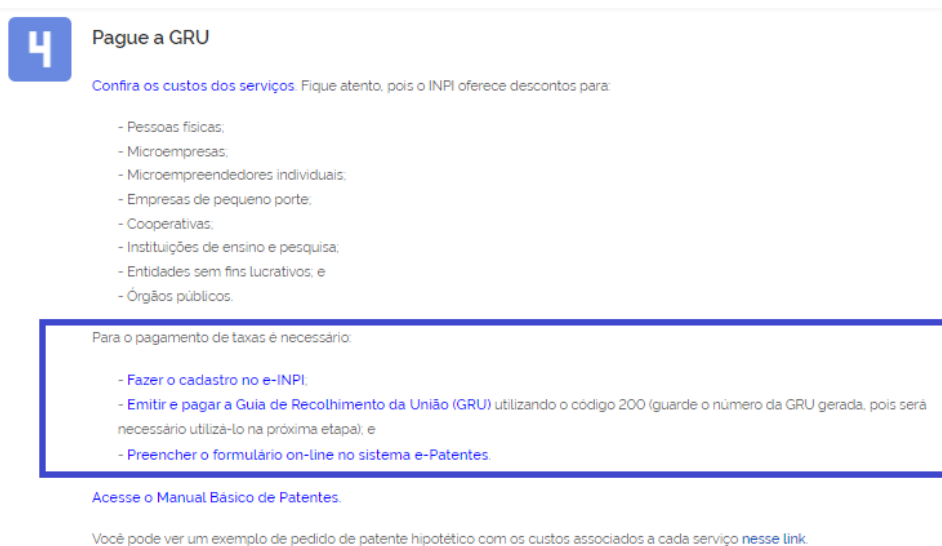 4
Pague a GRU
Confira os custos dos serviços. Fique atento, pois o INPI oferece descontos para:
- Pessoas físicas;
- Microempresas;
- Microempreendedores individuais;
- Empresas de pequeno porte;
- Cooperativas;
- Instituições de ensino e pesquisa;
- Entidades sem fins lucrativos; e
- Órgãos públicos.
Para o pagamento de taxas é necessário:
- Fazer o cadastro no e-INPI;
- Emitir e pagar a Guia de Recolhimento da União (GRU) utilizando o código 200 (guarde o número da GRU gerada, pois será
necessário utilizá-lo na próxima etapa); e
- Preencher o formulário on-line no sistema e-Patentes.
Acesse o Manual Básico de Patentes.
Você pode ver um exemplo de pedido de patente hipotético com os custos associados a cada serviço nesse link.